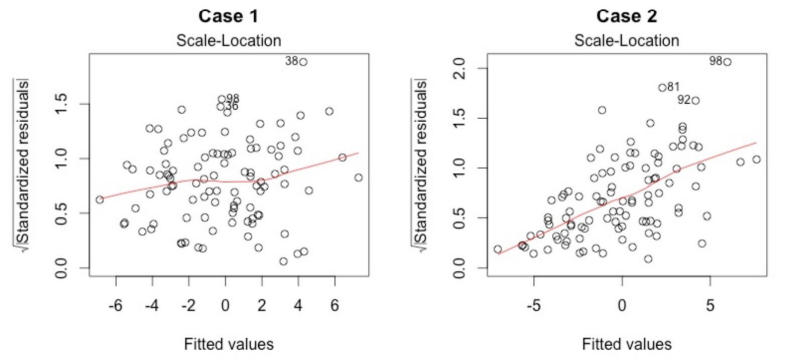 Case 1
Scale-Location
√|Standardized residuals|
0.0 0.5 1.0 1.5
38
98
36
-6 -4 -2 0 2 4 6
Fitted values
Case 2
Scale-Location
√|Standardized residuals|
0.0 0.5 1.0 1.5 2.0
98
81
92
-5 0 5
Fitted values